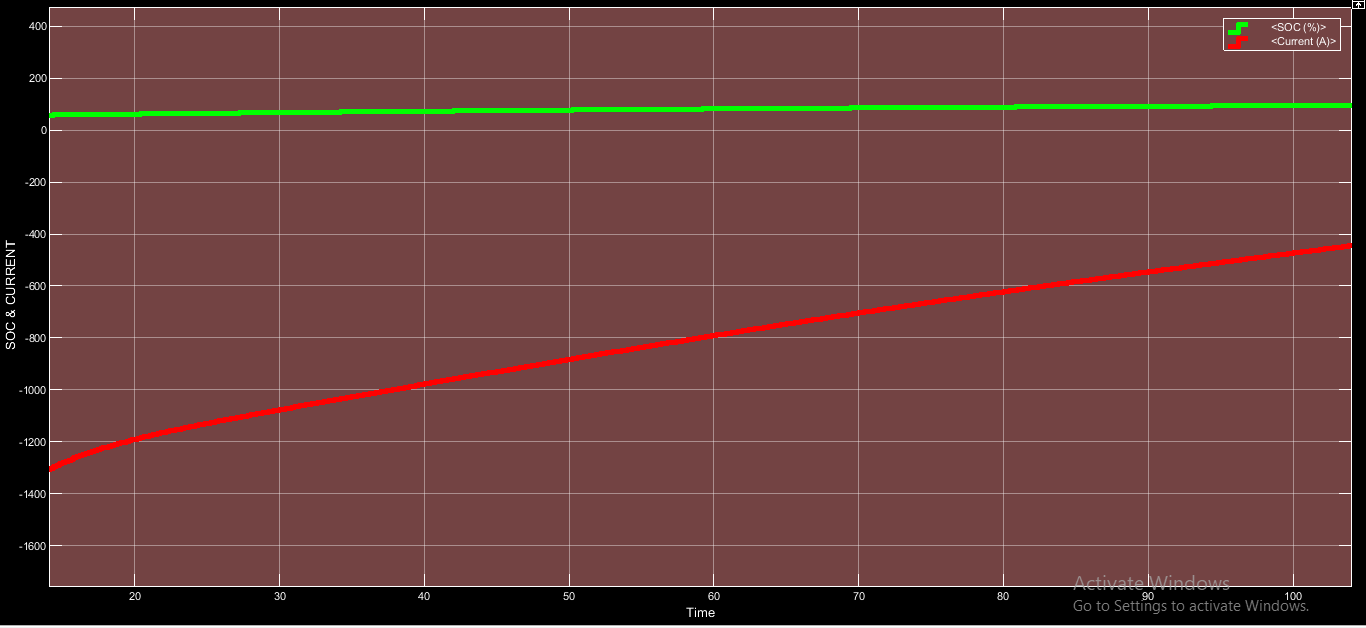 400
200
0
-200
-400
-600
-800
-1000
-1200
-1400
-1600
SOC & CURRENT
<SOC (%)>
<Current (A)>
20 30 40 50 60 70 80 90 100
Time
Activate Windows
Go to Settings to activate Windows.